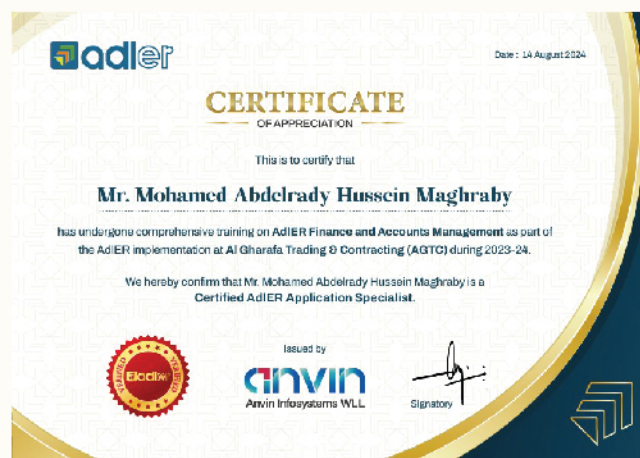 adler
Date : 14 August 2024
CERTIFICATE
OF APPRECIATION
This is to certify that
Mr. Mohamed Abdelrady Hussein Maghraby
has undergone comprehensive training on AdlER Finance and Accounts Management as part of
the AdlER implementation at Al Gharafa Trading & Contracting (AGTC) during 2023-24.
We hereby confirm that Mr. Mohamed Abdelrady Hussein Maghraby is a
Certified AdlER Application Specialist.
VERIFIED
adler
VERIFIED
Issued by
anvin
Anvin Infosystems WLL
Signatory